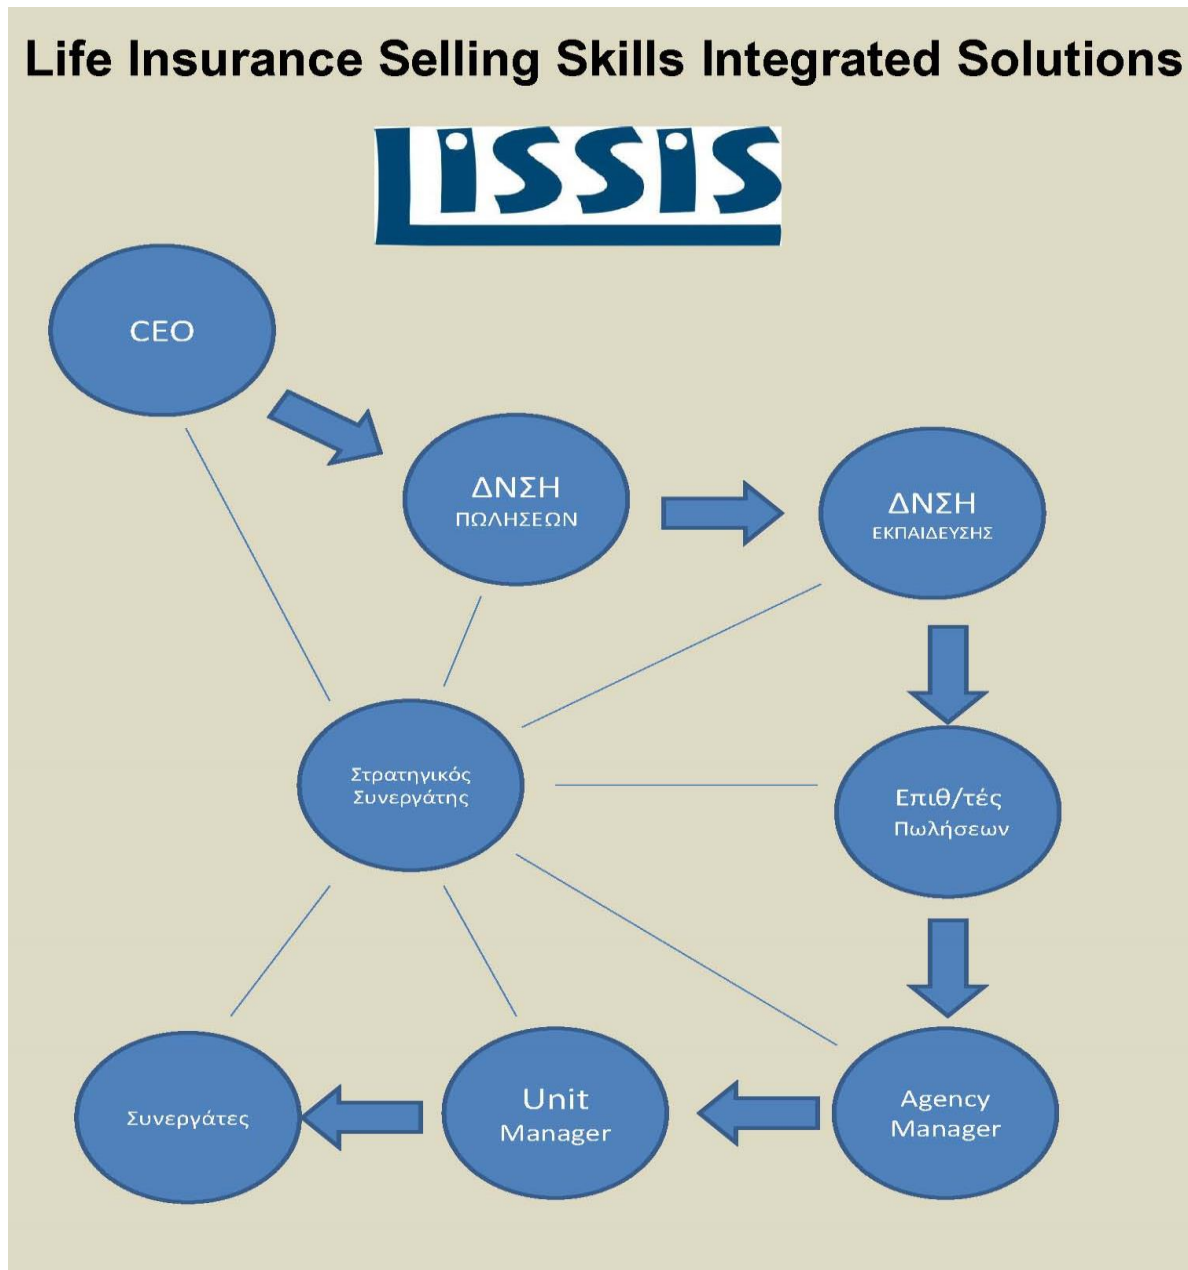 Life Insurance Selling Skills Integrated Solutions
LiSSiS
CEO
ΔΝΣΗ
ΠΩΛΗΣΕΩΝ
ΔΝΣΗ
ΕΚΠΑΙΔΕΥΣΗΣ
Στρατηγικός
Συνεργάτης
Επιθ/τές
Πωλήσεων
Συνεργάτες
Unit
Manager
Agency
Manager